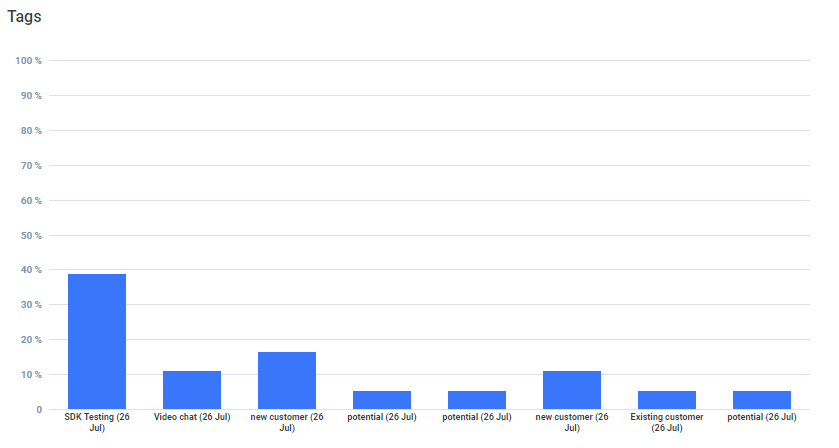 Tags
100 %
90 %
80 %
70 %
60 %
50 %
40 %
30 %
20 %
10 %
0
SDK Testing (26
Jul)
Video chat (26 Jul)
new customer (26
Jul)
potential (26 Jul)
potential (26 Jul)
new customer (26
Jul)
Existing customer
(26 Jul)
potential (26 Jul)